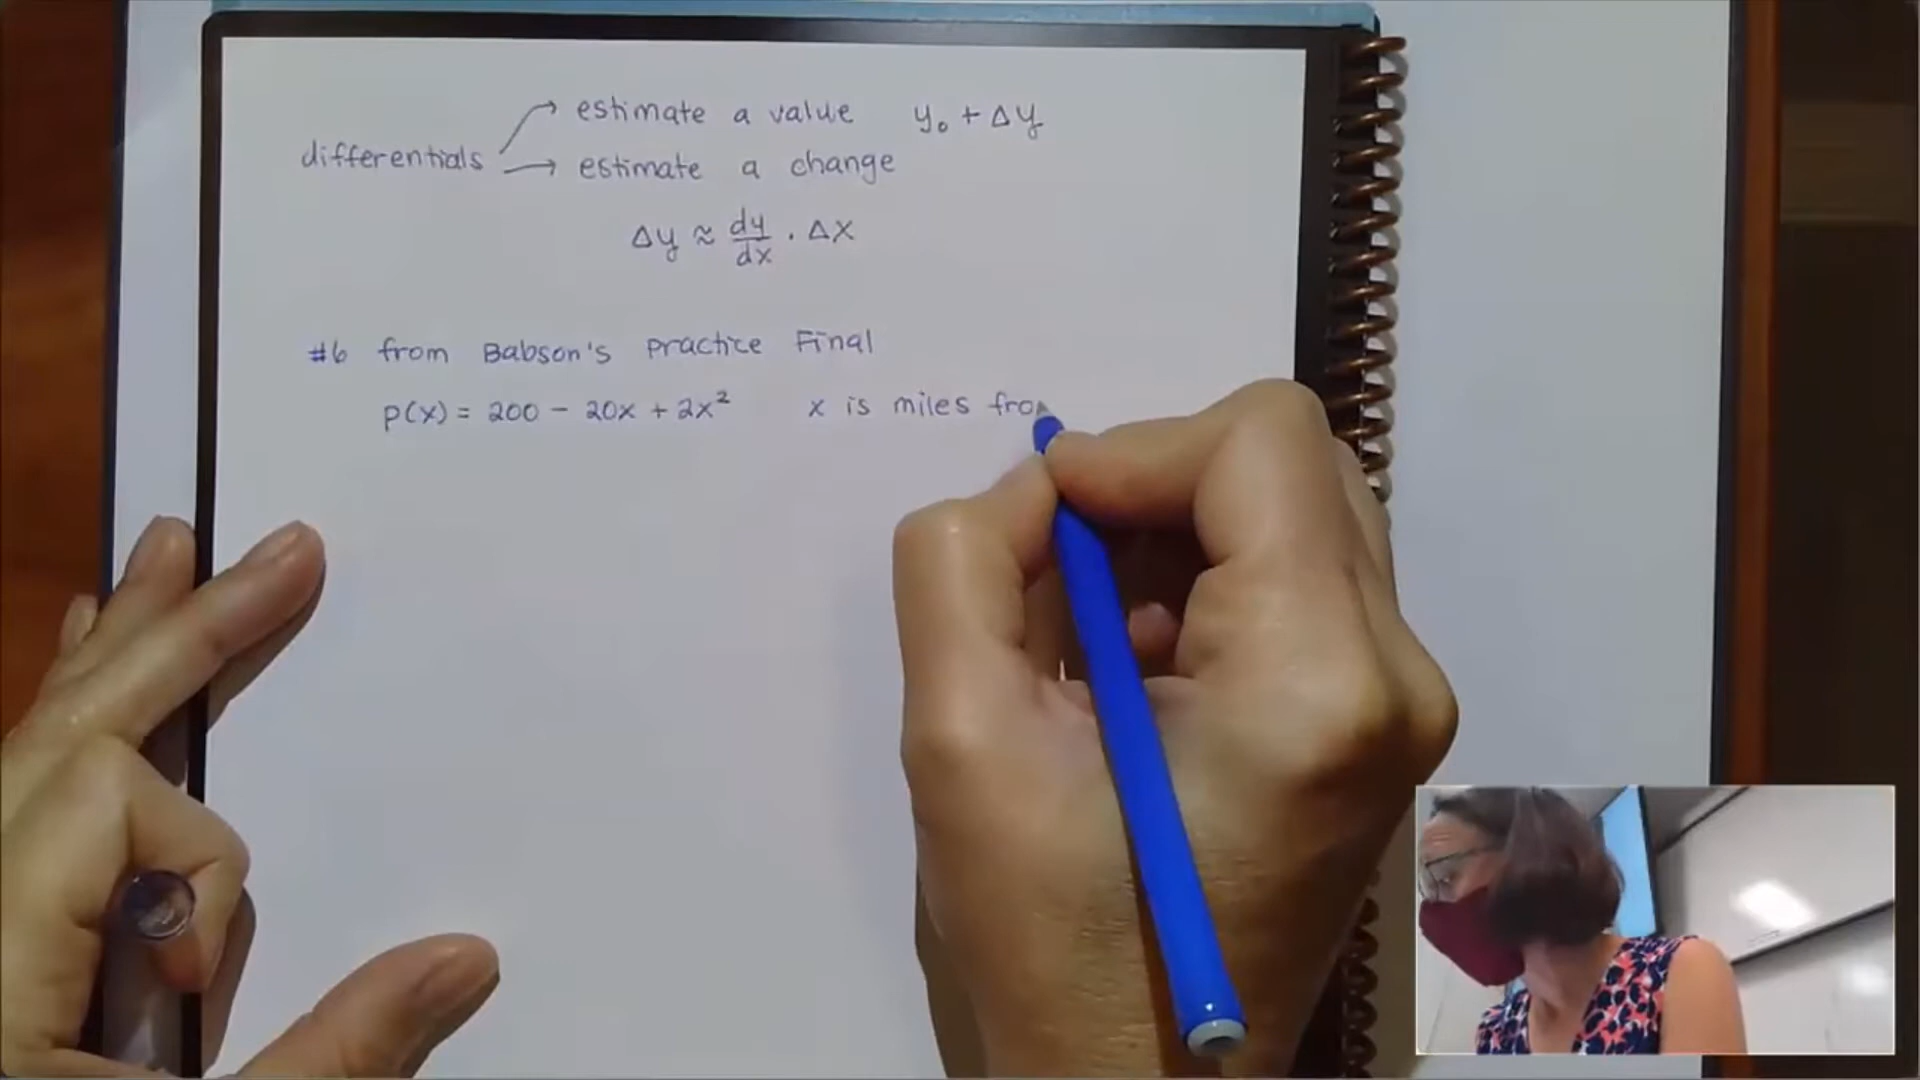 estimate a value y₀ + Δy
differentials
estimate a change
Δy ≈ dy/dx · Δx
#6 from Babson's Practice Final
p(x) = 200 - 20x + 2x² x is miles fro